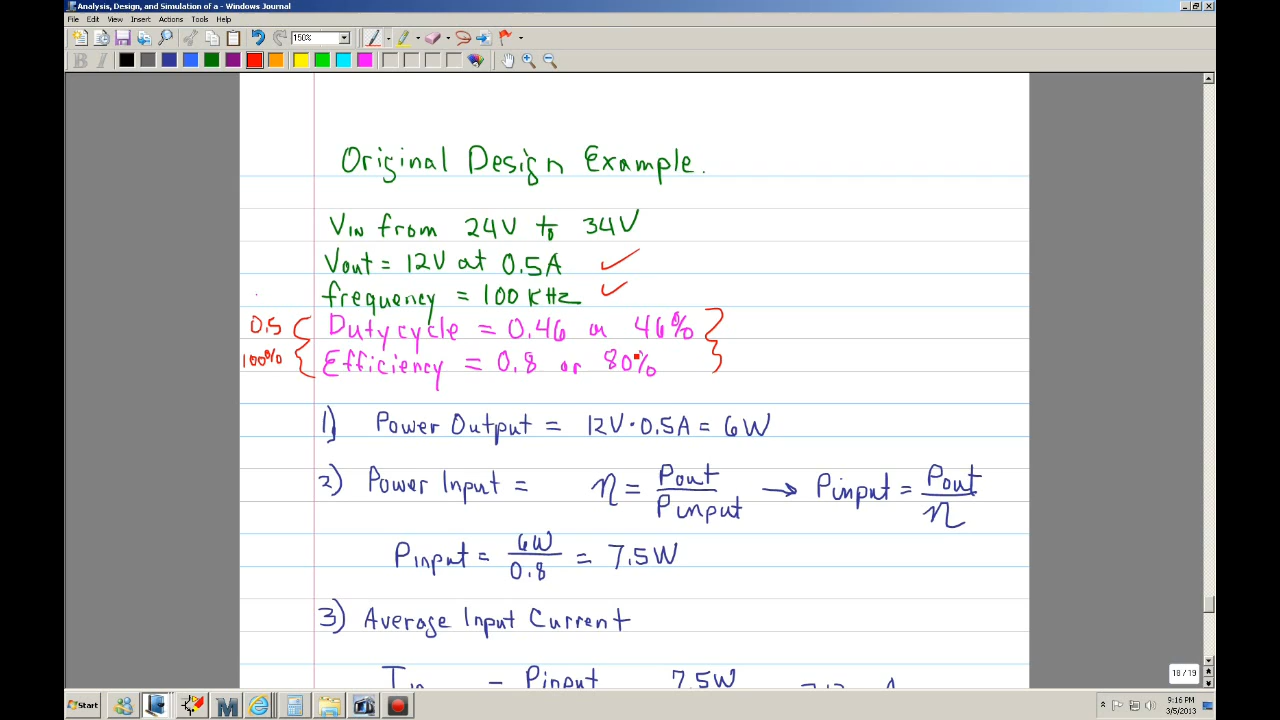 Analysis, Design, and Simulation of a - Windows Journal
File Edit View Insert Actions Tools Help
150%
B I
Original Design Example.
VIN from 24V to 34V
Vout = 12V at 0.5A ✓
frequency = 100 KHz ✓
0.5 { Duty cycle = 0.46 or 46% }
100% { Efficiency = 0.8 or 80% }
1) Power Output = 12V · 0.5A = 6W
2) Power Input = η = Pout / Pinput → Pinput = Pout / η
Pinput = 6W / 0.8 = 7.5W
3) Average Input Current
Pinput 7.5W
18 / 19
Start
9:16 PM
3/5/2013